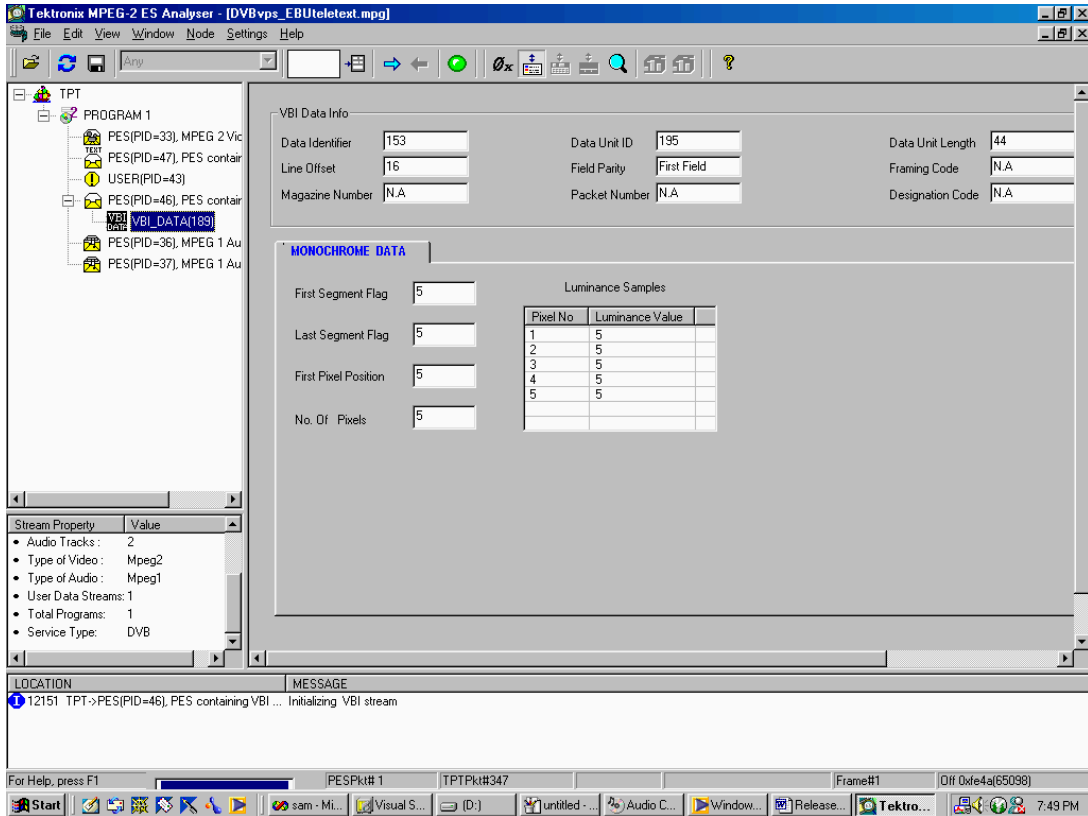 Tektronix MPEG-2 ES Analyser - [DVBvps_EBUteletext.mpg]
File Edit View Window Node Settings Help
Any
Øx
TPT
PROGRAM 1
PES(PID=33), MPEG 2 Vic
TEXT
PES(PID=47), PES contair
USER(PID=43)
PES(PID=46), PES contair
VBI DATA
VBI_DATA(189)
PES(PID=36), MPEG 1 Au
PES(PID=37), MPEG 1 Au
VBI Data Info
Data Identifier 153 Data Unit ID 195 Data Unit Length 44
Line Offset 16 Field Parity First Field Framing Code N.A
Magazine Number N.A Packet Number N.A Designation Code N.A
MONOCHROME DATA
First Segment Flag 5
Last Segment Flag 5
First Pixel Position 5
No. Of Pixels 5
Luminance Samples
Pixel No Luminance Value
1 5
2 5
3 5
4 5
5 5
Stream Property Value
Audio Tracks : 2
Type of Video : Mpeg2
Type of Audio : Mpeg1
User Data Streams: 1
Total Programs: 1
Service Type: DVB
LOCATION MESSAGE
12151 TPT->PES(PID=46), PES containing VBI ... Initializing VBI stream
For Help, press F1 PESPkt# 1 TPTPkt#347 Frame#1 Off 0xfe4a(65098)
Start sam - Mi... Visual S... (D:) untitled - ... Audio C... Window... Release... Tektro... 7:49 PM